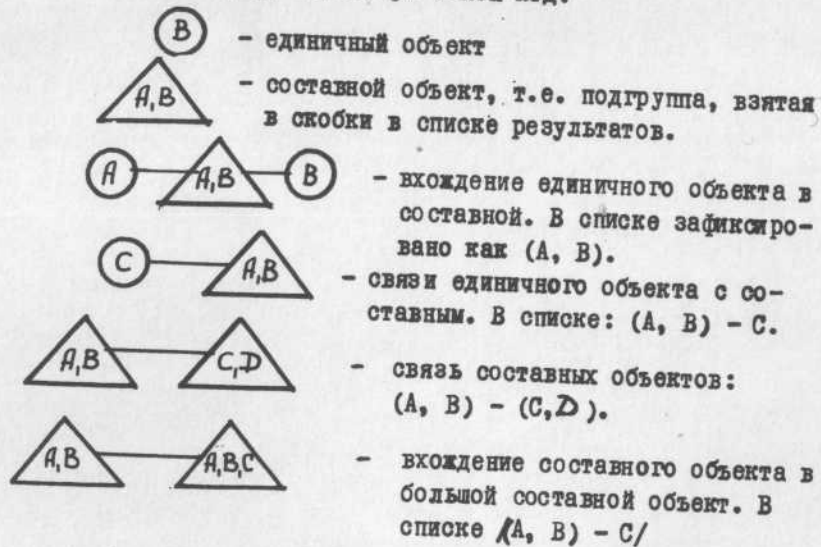 B - единичный объект
A,B - составной объект, т.е. подгруппа, взятая
в скобки в списке результатов.
A A,B B - вхождение единичного объекта в
составной. В списке зафиксиро-
вано как (A, B).
C A,B - связи единичного объекта с со-
ставным. В списке: (A, B) - C.
A,B C,D - связь составных объектов:
(A, B) - (C,D).
A,B A,B,C - вхождение составного объекта в
большой составной объект. В
списке /(A, B) - C/